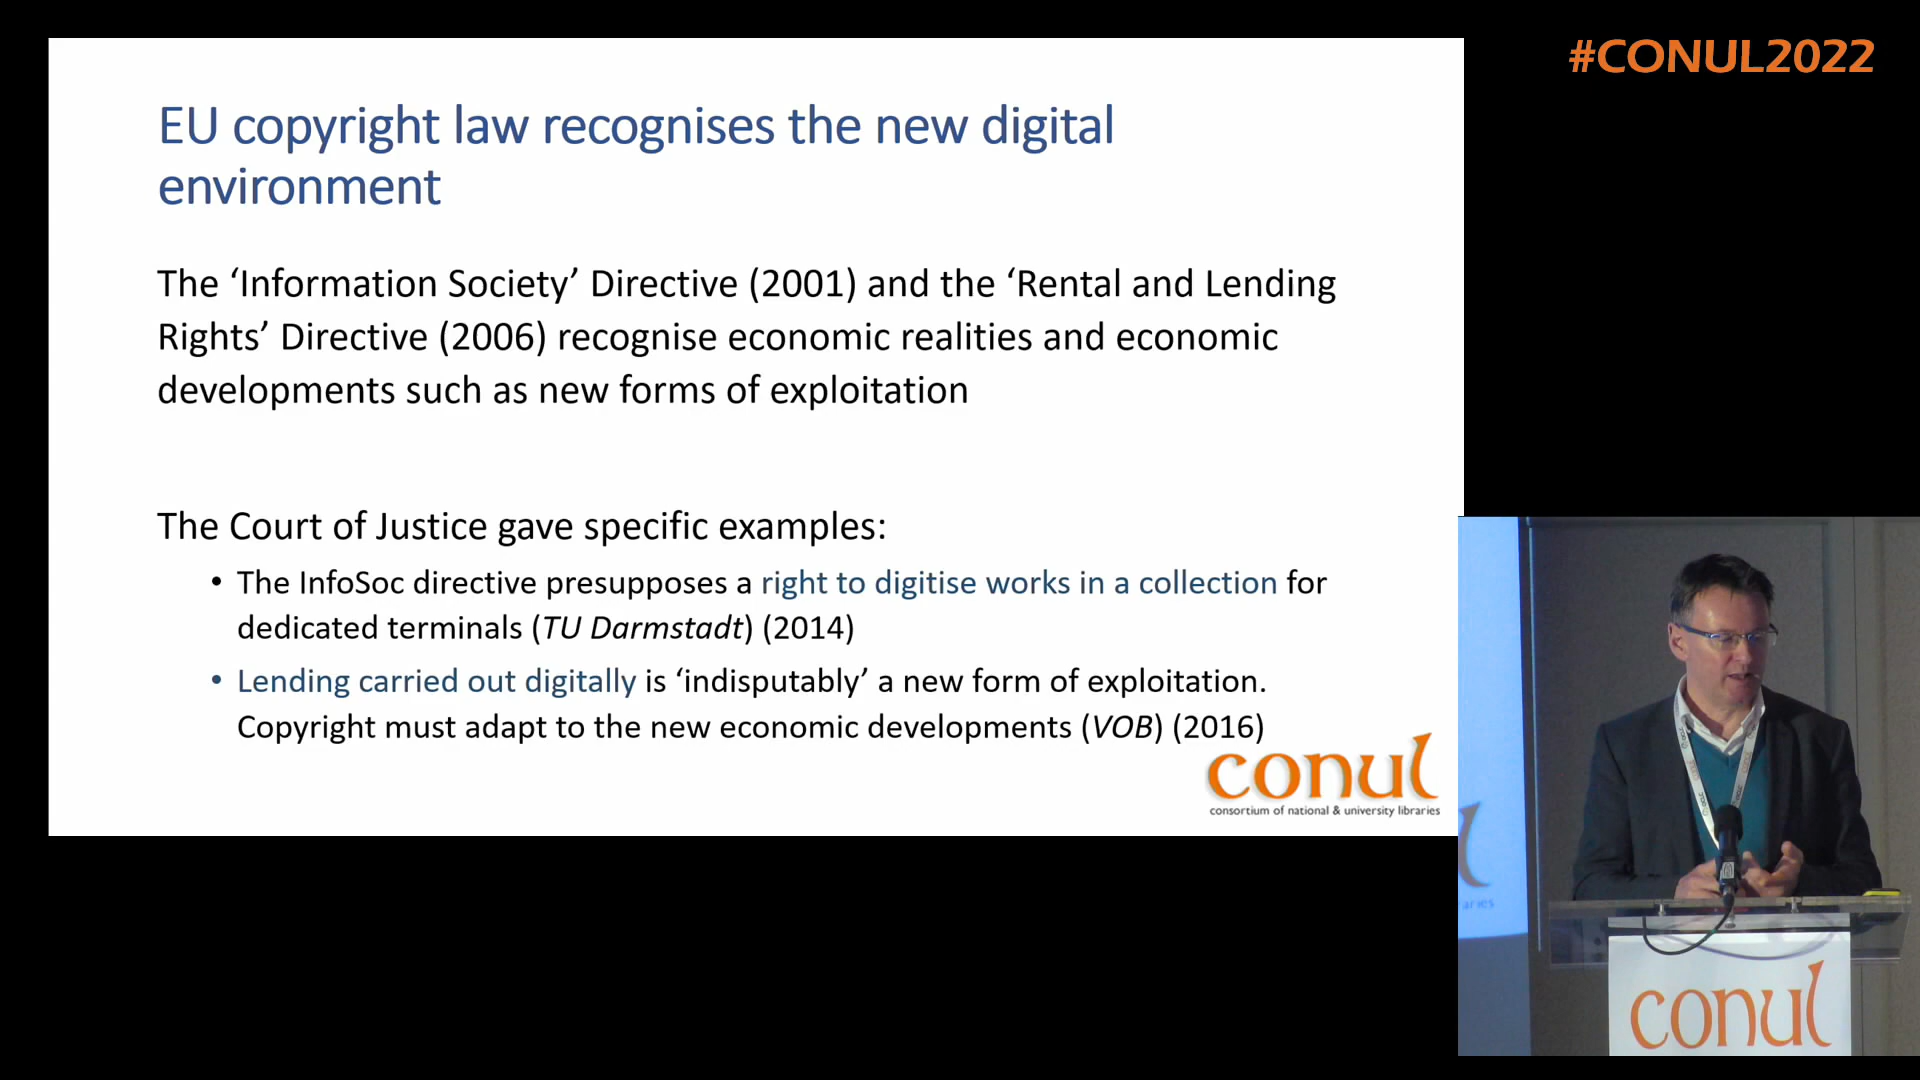 #CONUL2022
EU copyright law recognises the new digital
environment
The ‘Information Society’ Directive (2001) and the ‘Rental and Lending
Rights’ Directive (2006) recognise economic realities and economic
developments such as new forms of exploitation
The Court of Justice gave specific examples:
• The InfoSoc directive presupposes a right to digitise works in a collection for
dedicated terminals (TU Darmstadt) (2014)
• Lending carried out digitally is ‘indisputably’ a new form of exploitation.
Copyright must adapt to the new economic developments (VOB) (2016)
conul
consortium of national & university libraries
conul